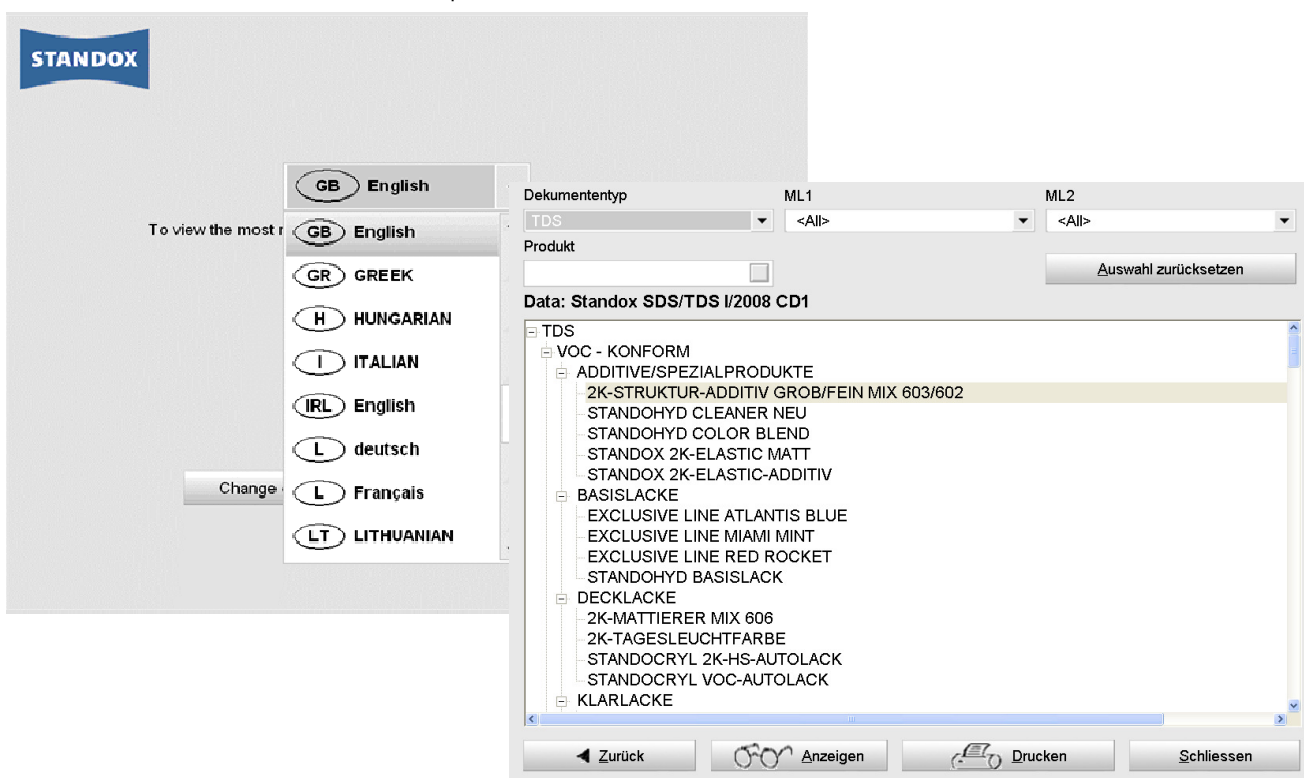 STANDOX
GB English
To view the most
GB English
GR GREEK
H HUNGARIAN
I ITALIAN
IRL English
L deutsch
L Français
LT LITHUANIAN
Change
Dekumententyp ML1 ML2
TDS <All> <All>
Produkt
Auswahl zurücksetzen
Data: Standox SDS/TDS I/2008 CD1
TDS
VOC - KONFORM
ADDITIVE/SPEZIALPRODUKTE
2K-STRUKTUR-ADDITIV GROB/FEIN MIX 603/602
STANDOHYD CLEANER NEU
STANDOHYD COLOR BLEND
STANDOX 2K-ELASTIC MATT
STANDOX 2K-ELASTIC-ADDITIV
BASISLACKE
EXCLUSIVE LINE ATLANTIS BLUE
EXCLUSIVE LINE MIAMI MINT
EXCLUSIVE LINE RED ROCKET
STANDOHYD BASISLACK
DECKLACKE
2K-MATTIERER MIX 606
2K-TAGESLEUCHTFARBE
STANDOCRYL 2K-HS-AUTOLACK
STANDOCRYL VOC-AUTOLACK
KLARLACKE
Zurück Anzeigen Drucken Schliessen